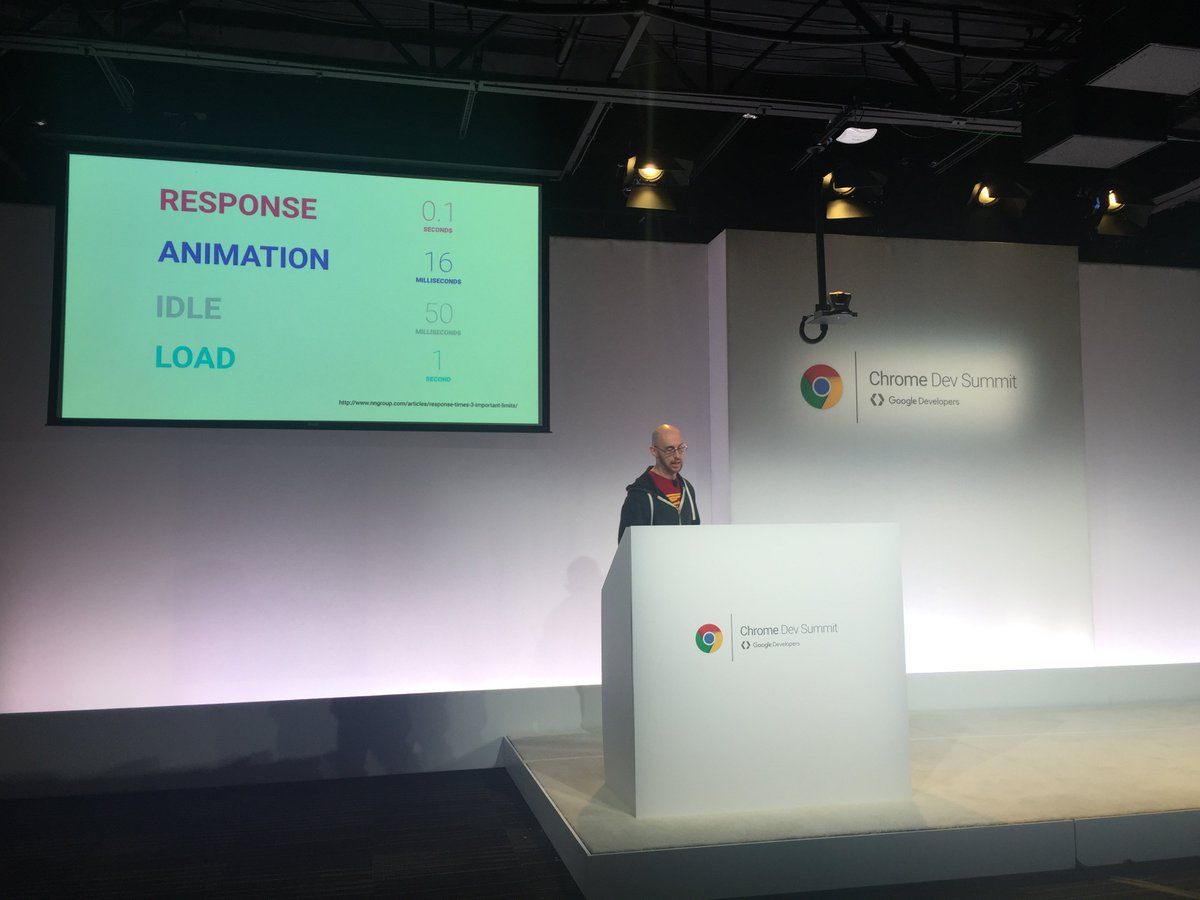 RESPONSE 0.1
SECONDS
ANIMATION 16
MILLISECONDS
IDLE 50
MILLISECONDS
LOAD 1
SECOND
http://www.nngroup.com/articles/response-times-3-important-limits/
Chrome Dev Summit
Google Developers
Chrome Dev Summit
Google Developers